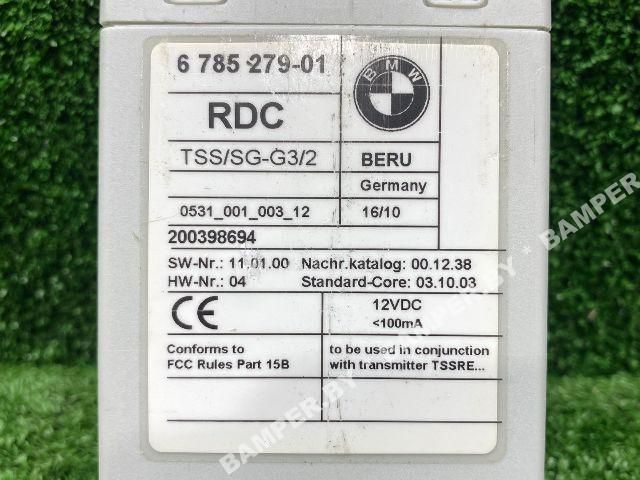 6 785 279-01
BMW
RDC
TSS/SG-G3/2
BERU
Germany
0531_001_003_12
16/10
200398694
SW-Nr.: 11.01.00 Nachr.katalog: 00.12.38
HW-Nr.: 04 Standard-Core: 03.10.03
CE
12VDC
<100mA
Conforms to
FCC Rules Part 15B
to be used in conjunction
with transmitter TSSRE...
BAMPER.BY * BAMPER.BY * BAMPER.BY